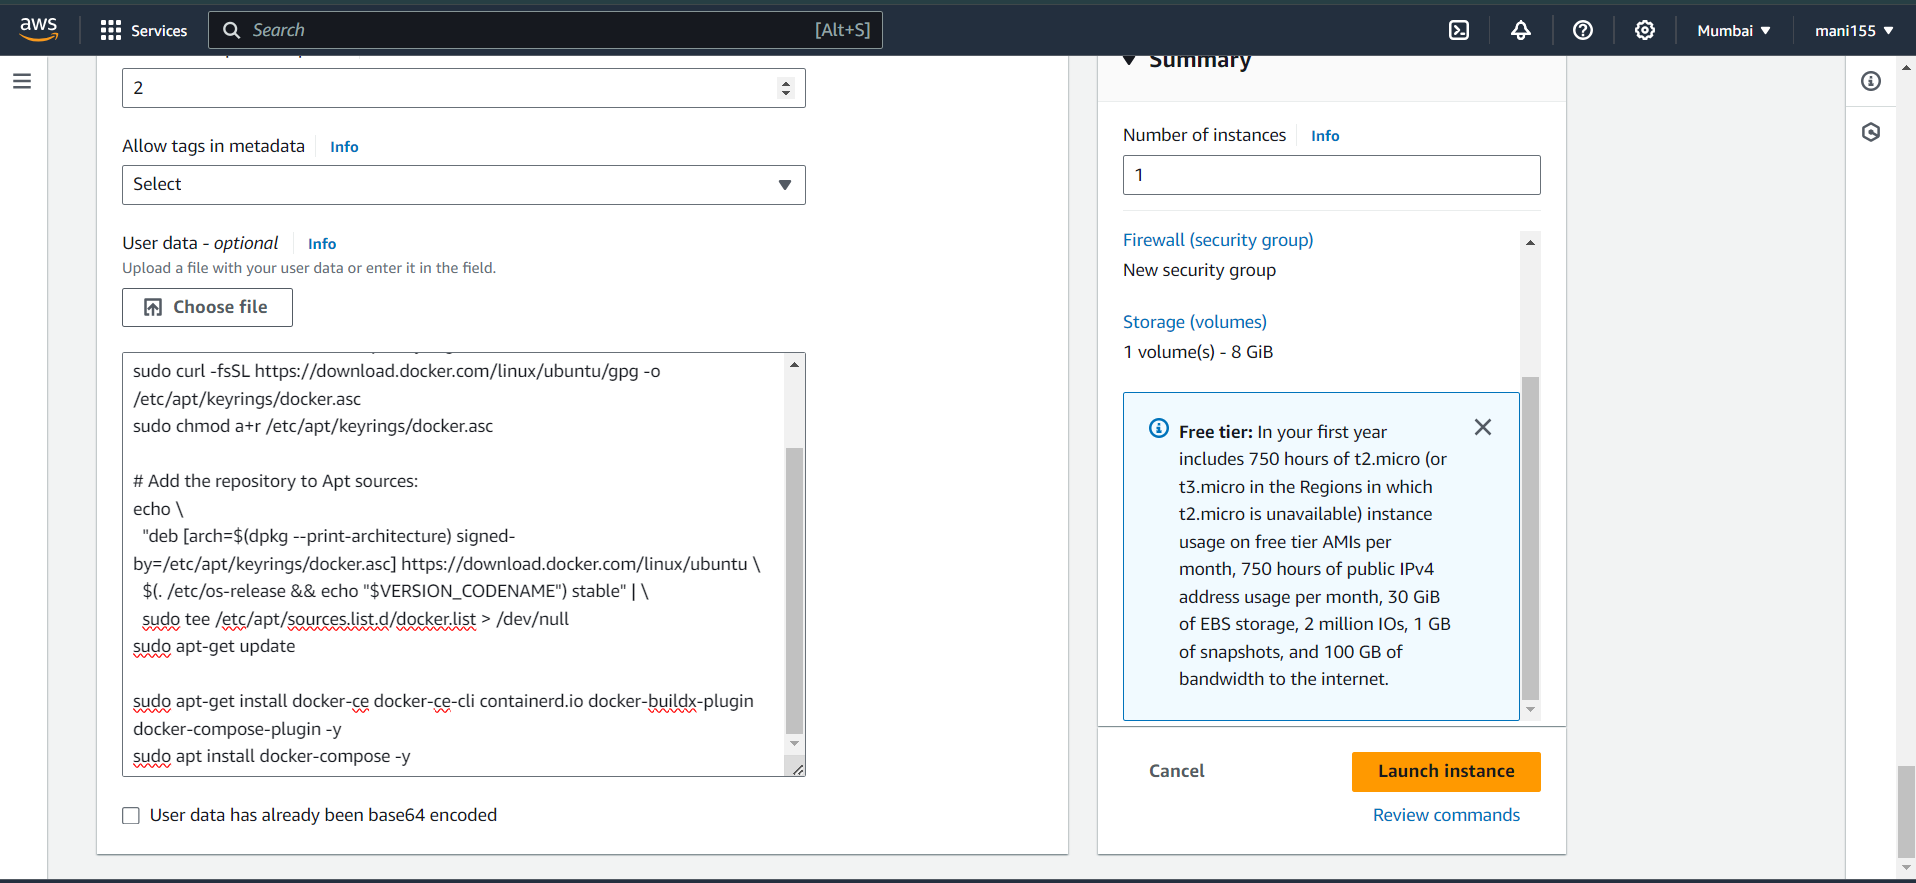 aws
Services
Search
[Alt+S]
Mumbai
mani155
2
Allow tags in metadata
Info
Select
User data - optional
Info
Upload a file with your user data or enter it in the field.
Choose file
sudo curl -fsSL https://download.docker.com/linux/ubuntu/gpg -o
/etc/apt/keyrings/docker.asc
sudo chmod a+r /etc/apt/keyrings/docker.asc
# Add the repository to Apt sources:
echo \
"deb [arch=$(dpkg --print-architecture) signed-
by=/etc/apt/keyrings/docker.asc] https://download.docker.com/linux/ubuntu \
$(. /etc/os-release && echo "$VERSION_CODENAME") stable" | \
sudo tee /etc/apt/sources.list.d/docker.list > /dev/null
sudo apt-get update
sudo apt-get install docker-ce docker-ce-cli containerd.io docker-buildx-plugin
docker-compose-plugin -y
sudo apt install docker-compose -y
User data has already been base64 encoded
Summary
Number of instances
Info
1
Firewall (security group)
New security group
Storage (volumes)
1 volume(s) - 8 GiB
Free tier: In your first year
includes 750 hours of t2.micro (or
t3.micro in the Regions in which
t2.micro is unavailable) instance
usage on free tier AMIs per
month, 750 hours of public IPv4
address usage per month, 30 GiB
of EBS storage, 2 million IOs, 1 GB
of snapshots, and 100 GB of
bandwidth to the internet.
Cancel
Launch instance
Review commands